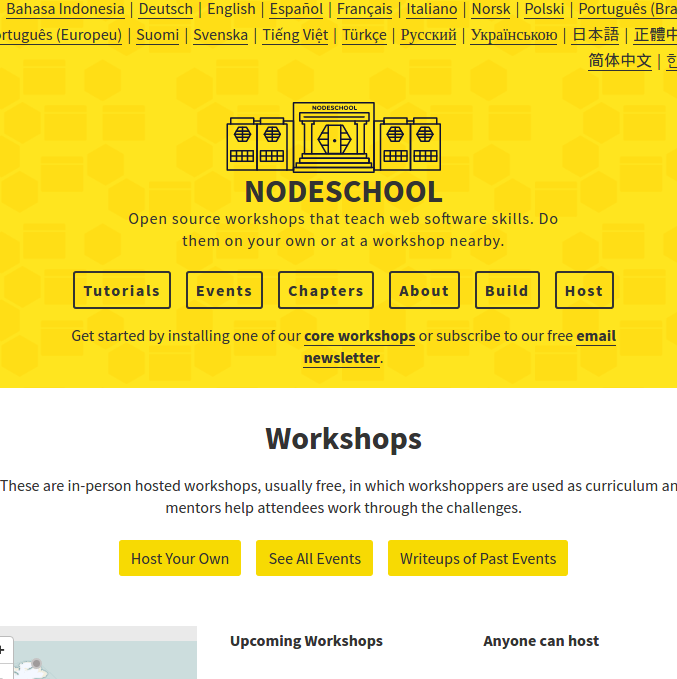 Bahasa Indonesia | Deutsch | English | Español | Français | Italiano | Norsk | Polski | Português (Bra
rtuguês (Europeu) | Suomi | Svenska | Tiếng Việt | Türkçe | Русский | Українською | 日本語 | 正體中
简体中文 |
NODESCHOOL
NODESCHOOL
Open source workshops that teach web software skills. Do
them on your own or at a workshop nearby.
Tutorials Events Chapters About Build Host
Get started by installing one of our core workshops or subscribe to our free email
newsletter.
Workshops
These are in-person hosted workshops, usually free, in which workshoppers are used as curriculum an
mentors help attendees work through the challenges.
Host Your Own See All Events Writeups of Past Events
Upcoming Workshops Anyone can host